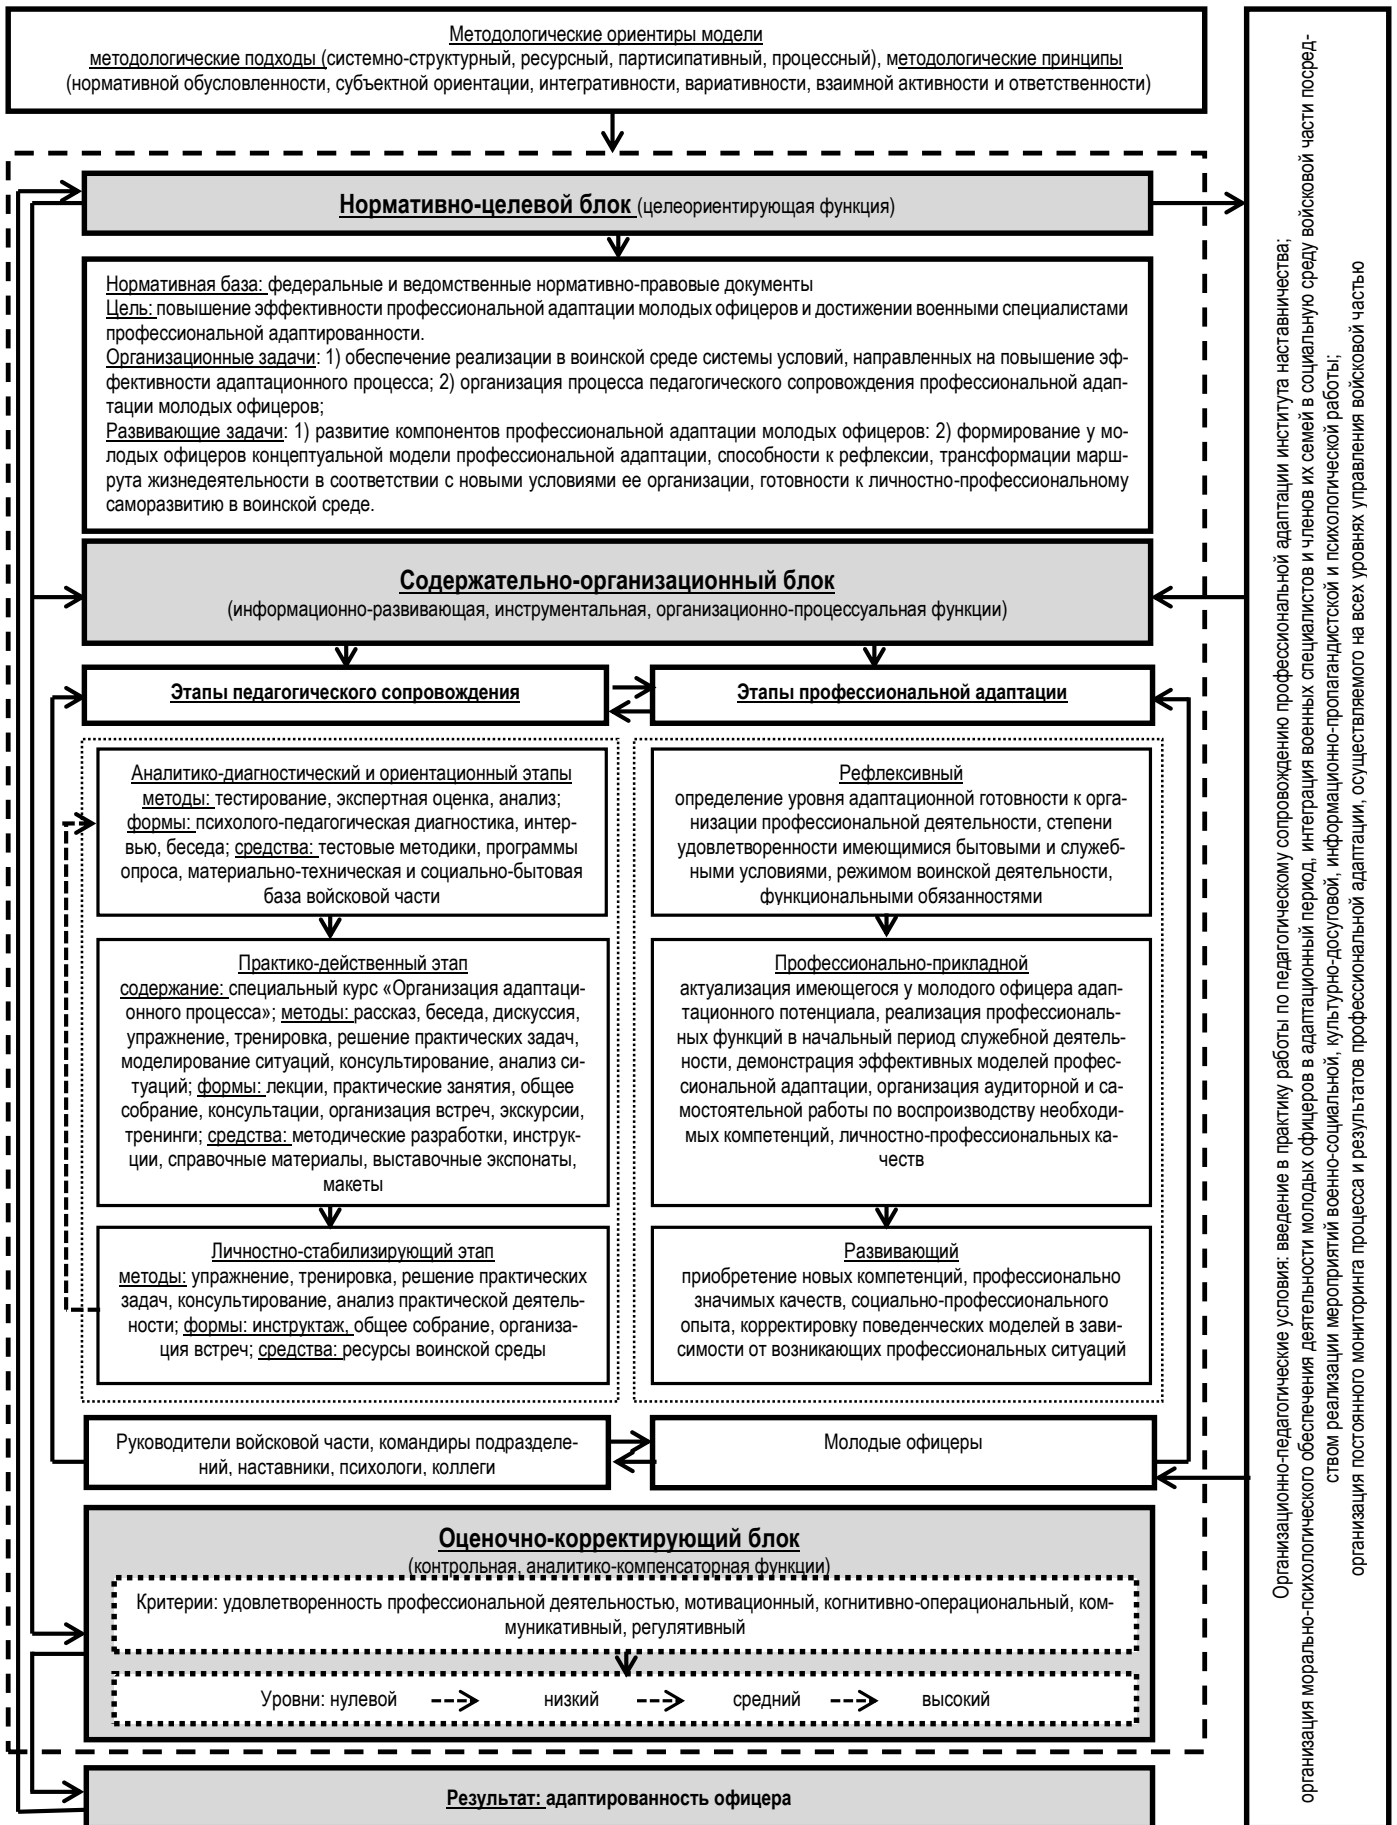 Методологические ориентиры модели
методологические подходы (системно-структурный, ресурсный, партисипативный, процессный), методологические принципы
(нормативной обусловленности, субъектной ориентации, интегративности, вариативности, взаимной активности и ответственности)
Нормативно-целевой блок (целеориентирующая функция)
Нормативная база: федеральные и ведомственные нормативно-правовые документы
Цель: повышение эффективности профессиональной адаптации молодых офицеров и достижении военными специалистами
профессиональной адаптированности.
Организационные задачи: 1) обеспечение реализации в воинской среде системы условий, направленных на повышение эф-
фективности адаптационного процесса; 2) организация процесса педагогического сопровождения профессиональной адап-
тации молодых офицеров;
Развивающие задачи: 1) развитие компонентов профессиональной адаптации молодых офицеров: 2) формирование у мо-
лодых офицеров концептуальной модели профессиональной адаптации, способности к рефлексии, трансформации марш-
рута жизнедеятельности в соответствии с новыми условиями ее организации, готовности к личностно-профессиональному
саморазвитию в воинской среде.
Содержательно-организационный блок
(информационно-развивающая, инструментальная, организационно-процессуальная функции)
Этапы педагогического сопровождения
Этапы профессиональной адаптации
Аналитико-диагностический и ориентационный этапы
методы: тестирование, экспертная оценка, анализ;
формы: психолого-педагогическая диагностика, интер-
вью, беседа; средства: тестовые методики, программы
опроса, материально-техническая и социально-бытовая
база войсковой части
Рефлексивный
определение уровня адаптационной готовности к орга-
низации профессиональной деятельности, степени
удовлетворенности имеющимися бытовыми и служеб-
ными условиями, режимом воинской деятельности,
функциональными обязанностями
Практико-действенный этап
содержание: специальный курс «Организация адаптаци-
онного процесса»; методы: рассказ, беседа, дискуссия,
упражнение, тренировка, решение практических задач,
моделирование ситуаций, консультирование, анализ си-
туаций; формы: лекции, практические занятия, общее
собрание, консультации, организация встреч, экскурсии,
тренинги; средства: методические разработки, инструк-
ции, справочные материалы, выставочные экспонаты,
макеты
Профессионально-прикладной
актуализация имеющегося у молодого офицера адап-
тационного потенциала, реализация профессиональ-
ных функций в начальный период служебной деятель-
ности, демонстрация эффективных моделей профес-
сиональной адаптации, организация аудиторной и са-
мостоятельной работы по воспроизводству необходи-
мых компетенций, личностно-профессиональных ка-
честв
Личностно-стабилизирующий этап
методы: упражнение, тренировка, решение практических
задач, консультирование, анализ практической деятель-
ности; формы: инструктаж, общее собрание, организа-
ция встреч; средства: ресурсы воинской среды
Развивающий
приобретение новых компетенций, профессионально
значимых качеств, социально-профессионального
опыта, корректировку поведенческих моделей в зави-
симости от возникающих профессиональных ситуаций
Руководители войсковой части, командиры подразделе-
ний, наставники, психологи, коллеги
Молодые офицеры
Оценочно-корректирующий блок
(контрольная, аналитико-компенсаторная функции)
Критерии: удовлетворенность профессиональной деятельностью, мотивационный, когнитивно-операциональный, ком-
муникативный, регулятивный
Уровни: нулевой низкий средний высокий
Результат: адаптированность офицера
Организационно-педагогические условия: введение в практику работы по педагогическому сопровождению профессиональной адаптации института наставничества;
организация морально-психологического обеспечения деятельности молодых офицеров в адаптационный период, интеграция военных специалистов и членов их семей в социальную среду войсковой части посред-
ством реализации мероприятий военно-социальной, культурно-досуговой, информационно-пропагандистской и психологической работы;
организация постоянного мониторинга процесса и результатов профессиональной адаптации, осуществляемого на всех уровнях управления войсковой частью